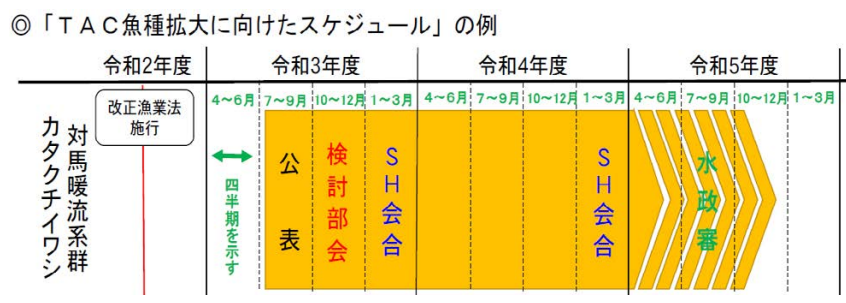 ◎「ＴＡＣ魚種拡大に向けたスケジュール」の例
令和2年度
令和3年度
令和4年度
令和5年度
改正漁業法
施行
4～6月
7～9月
10～12月
1～3月
4～6月
7～9月
10～12月
1～3月
4～6月
7～9月
10～12月
1～3月
対馬暖流系群
カタクチイワシ
四半期を示す
公表
検討部会
ＳＨ会合
ＳＨ会合
水政審